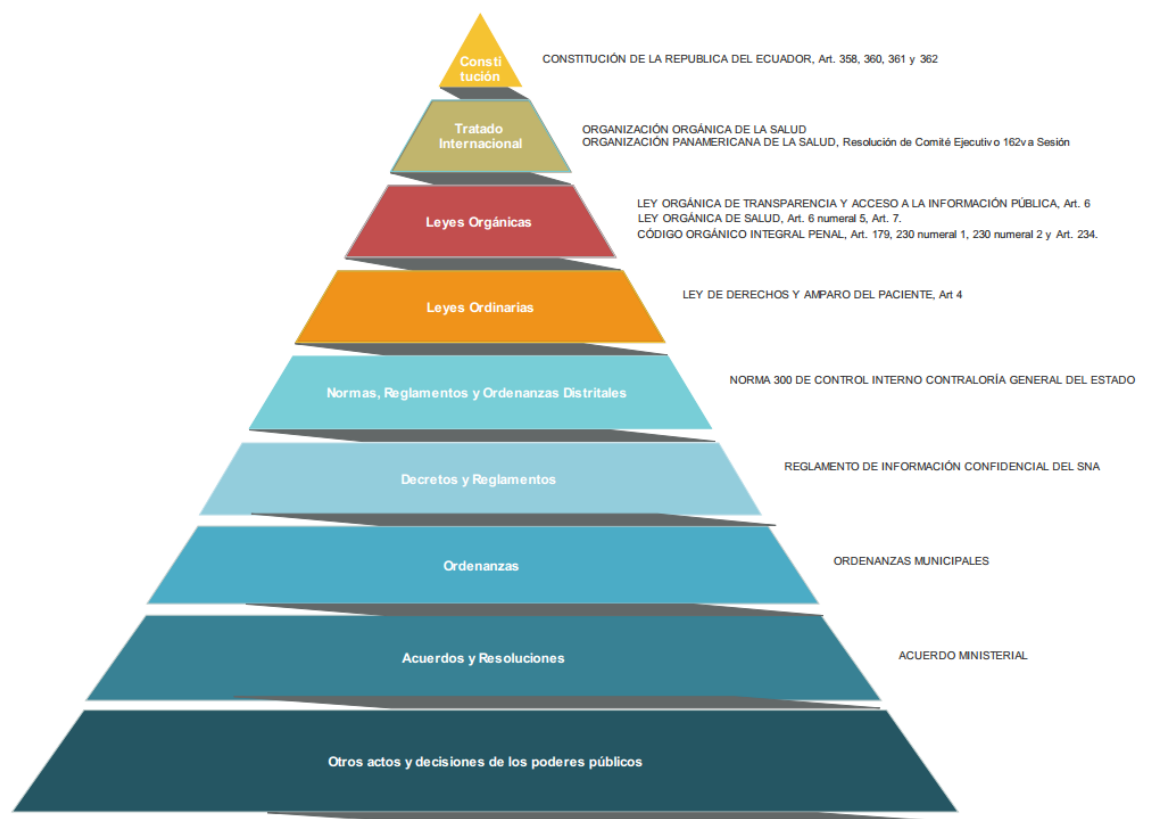 Consti
tución
CONSTITUCIÓN DE LA REPUBLICA DEL ECUADOR, Art. 358, 360, 361 y 362
Tratado
Internacional
ORGANIZACIÓN ORGÁNICA DE LA SALUD
ORGANIZACIÓN PANAMERICANA DE LA SALUD, Resolución de Comité Ejecutivo 162va Sesión
Leyes Orgánicas
LEY ORGÁNICA DE TRANSPARENCIA Y ACCESO A LA INFORMACIÓN PÚBLICA, Art. 6
LEY ORGÁNICA DE SALUD, Art. 6 numeral 5, Art. 7.
CÓDIGO ORGÁNICO INTEGRAL PENAL, Art. 179, 230 numeral 1, 230 numeral 2 y Art. 234.
Leyes Ordinarias
LEY DE DERECHOS Y AMPARO DEL PACIENTE, Art 4
Normas, Reglamentos y Ordenanzas Distritales
NORMA 300 DE CONTROL INTERNO CONTRALORÍA GENERAL DEL ESTADO
Decretos y Reglamentos
REGLAMENTO DE INFORMACIÓN CONFIDENCIAL DEL SNA
Ordenanzas
ORDENANZAS MUNICIPALES
Acuerdos y Resoluciones
ACUERDO MINISTERIAL
Otros actos y decisiones de los poderes públicos